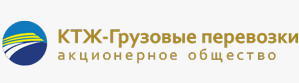 КТЖ-Грузовые перевозки
акционерное общество